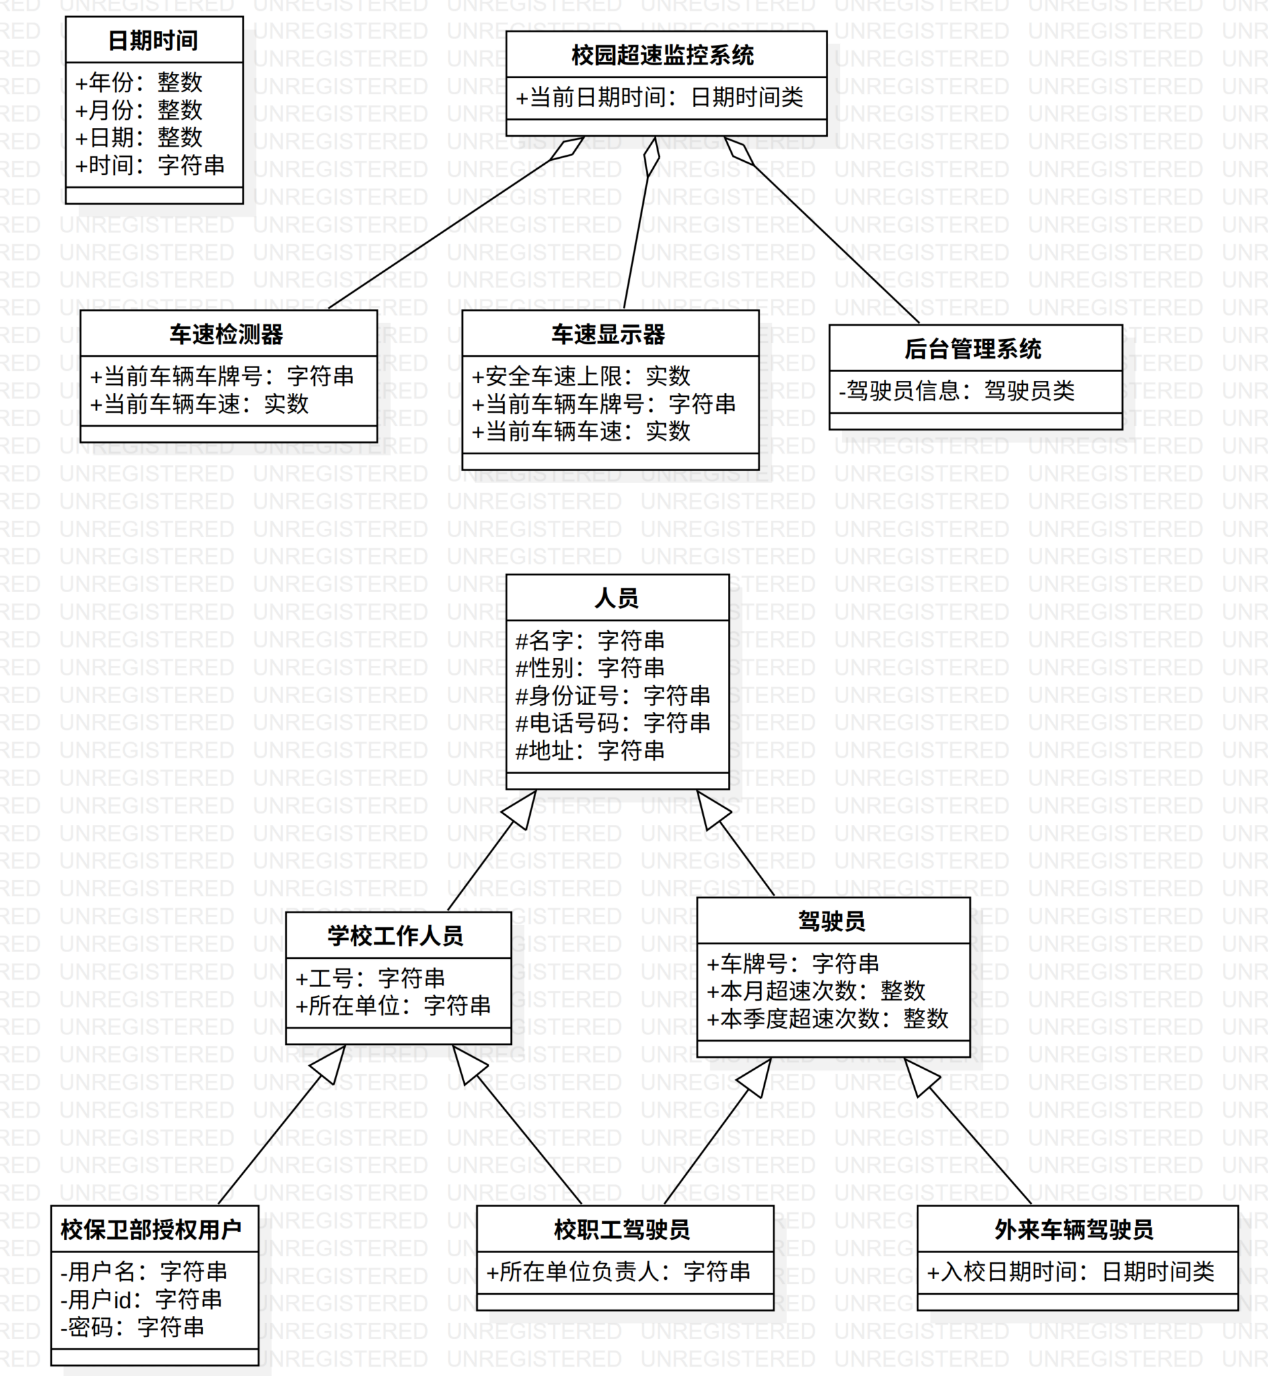 日期时间
+年份：整数
+月份：整数
+日期：整数
+时间：字符串
校园超速监控系统
+当前日期时间：日期时间类
车速检测器
+当前车辆车牌号：字符串
+当前车辆车速：实数
车速显示器
+安全车速上限：实数
+当前车辆车牌号：字符串
+当前车辆车速：实数
后台管理系统
-驾驶员信息：驾驶员类
人员
#名字：字符串
#性别：字符串
#身份证号：字符串
#电话号码：字符串
#地址：字符串
学校工作人员
+工号：字符串
+所在单位：字符串
驾驶员
+车牌号：字符串
+本月超速次数：整数
+本季度超速次数：整数
校保卫部授权用户
-用户名：字符串
-用户id：字符串
-密码：字符串
校职工驾驶员
+所在单位负责人：字符串
外来车辆驾驶员
+入校日期时间：日期时间类
UNREGISTERED